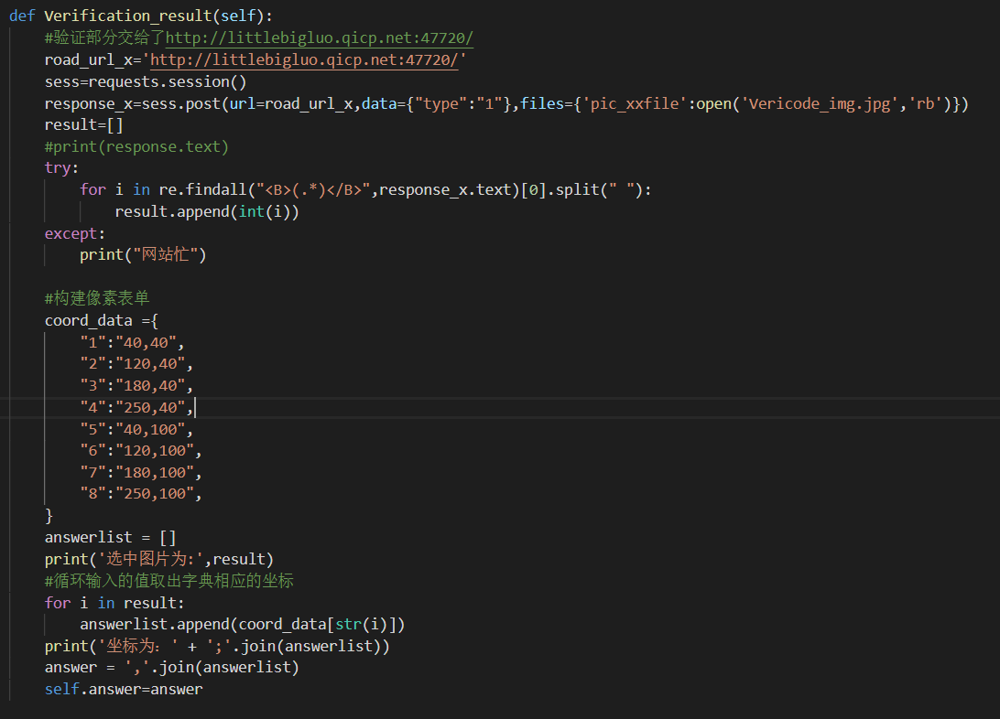 def Verification_result(self):
#验证部分交给了http://littlebigluo.qicp.net:47720/
road_url_x='http://littlebigluo.qicp.net:47720/'
sess=requests.session()
response_x=sess.post(url=road_url_x,data={"type":"1"},files={'pic_xxfile':open('Vericode_img.jpg','rb')})
result=[]
#print(response.text)
try:
for i in re.findall("<B>(.*)</B>",response_x.text)[0].split(" "):
result.append(int(i))
except:
print("网站忙")
#构建像素表单
coord_data ={
"1":"40,40",
"2":"120,40",
"3":"180,40",
"4":"250,40",
"5":"40,100",
"6":"120,100",
"7":"180,100",
"8":"250,100",
}
answerlist = []
print('选中图片为:',result)
#循环输入的值取出字典相应的坐标
for i in result:
answerlist.append(coord_data[str(i)])
print('坐标为：' + ';'.join(answerlist))
answer = ','.join(answerlist)
self.answer=answer